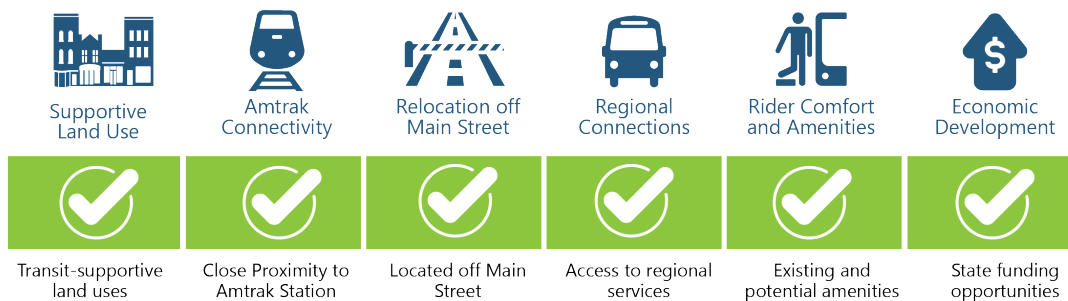 Supportive
Land Use
Amtrak
Connectivity
Relocation off
Main Street
Regional
Connections
Rider Comfort
and Amenities
$
Economic
Development
Transit-supportive
land uses
Close Proximity to
Amtrak Station
Located off Main
Street
Access to regional
services
Existing and
potential amenities
State funding
opportunities